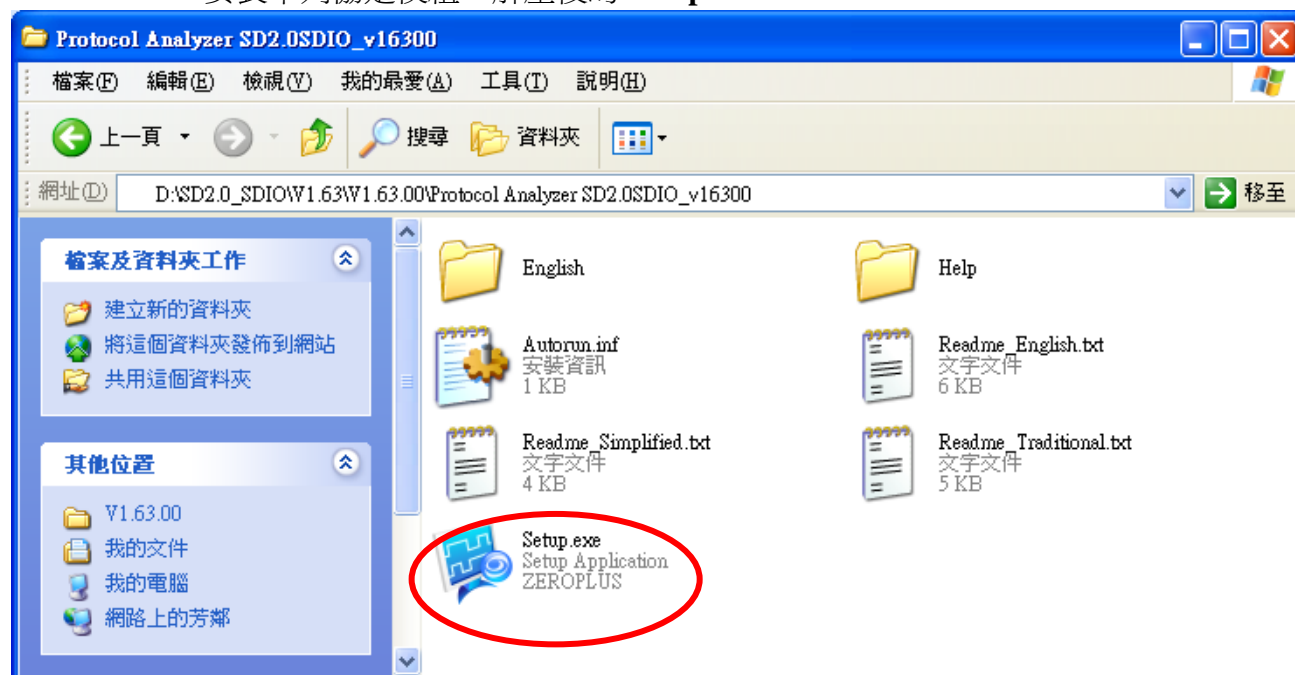 Protocol Analyzer SD2.0SDIO_v16300
檔案(F) 編輯(E) 檢視(V) 我的最愛(A) 工具(T) 說明(H)
上一頁 搜尋 資料夾
網址(D) D:\SD2.0_SDIO\V1.63\V1.63.00\Protocol Analyzer SD2.0SDIO_v16300 移至
檔案及資料夾工作
建立新的資料夾
將這個資料夾發佈到網站
共用這個資料夾
其他位置
V1.63.00
我的文件
我的電腦
網路上的芳鄰
English
Help
Autorun.inf
安裝資訊
1 KB
Readme_English.txt
文字文件
6 KB
Readme_Simplified.txt
文字文件
4 KB
Readme_Traditional.txt
文字文件
5 KB
Setup.exe
Setup Application
ZEROPLUS